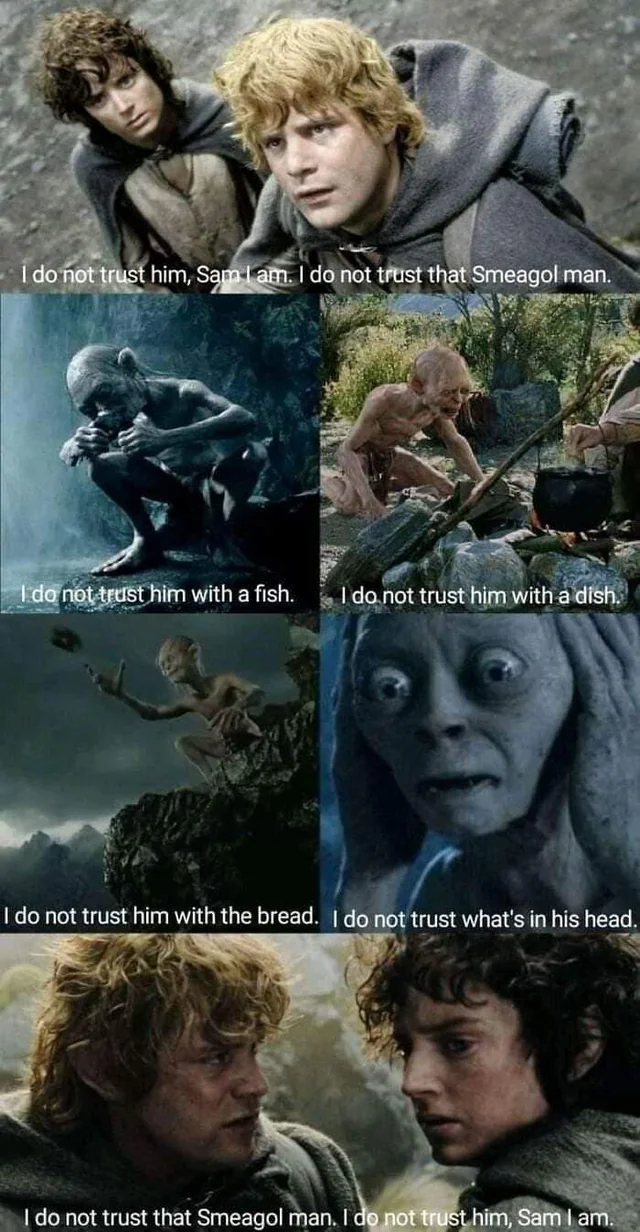 I do not trust him, Sam I am. I do not trust that Smeagol man.
I do not trust him with a fish.
I do not trust him with a dish.
I do not trust him with the bread.
I do not trust what's in his head.
I do not trust that Smeagol man. I do not trust him, Sam I am.